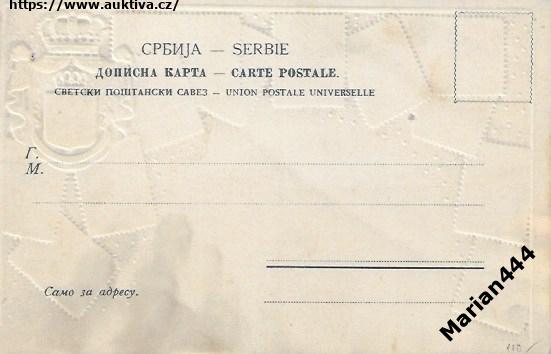 https://www.auktiva.cz/
СРБИЈА — SERBIE
ДОПИСНА КАРТА — CARTE POSTALE.
СВЕТСКИ ПОШТАНСКИ САВЕЗ — UNION POSTALE UNIVERSELLE
Г.
М.
Само за адресу.
Marian444